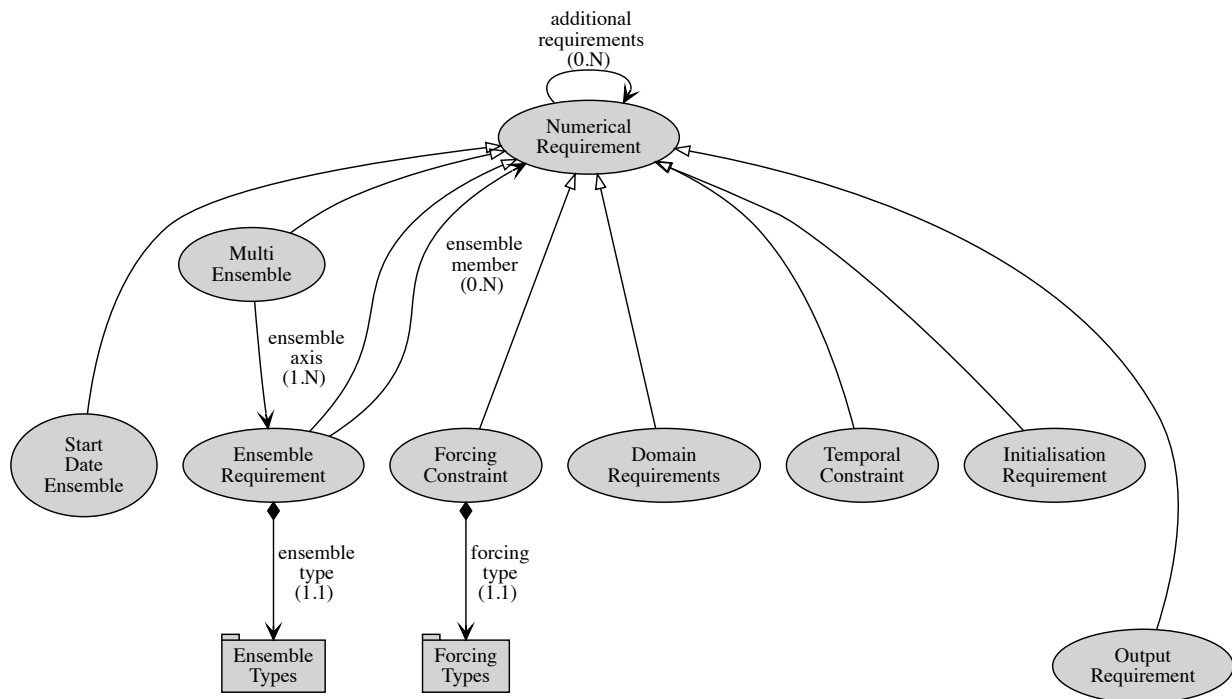 additional
requirements
(0.N)
Numerical
Requirement
Multi
Ensemble
ensemble
member
(0.N)
ensemble
axis
(1.N)
Start
Date
Ensemble
Ensemble
Requirement
Forcing
Constraint
Domain
Requirements
Temporal
Constraint
Initialisation
Requirement
ensemble
type
(1.1)
forcing
type
(1.1)
Ensemble
Types
Forcing
Types
Output
Requirement